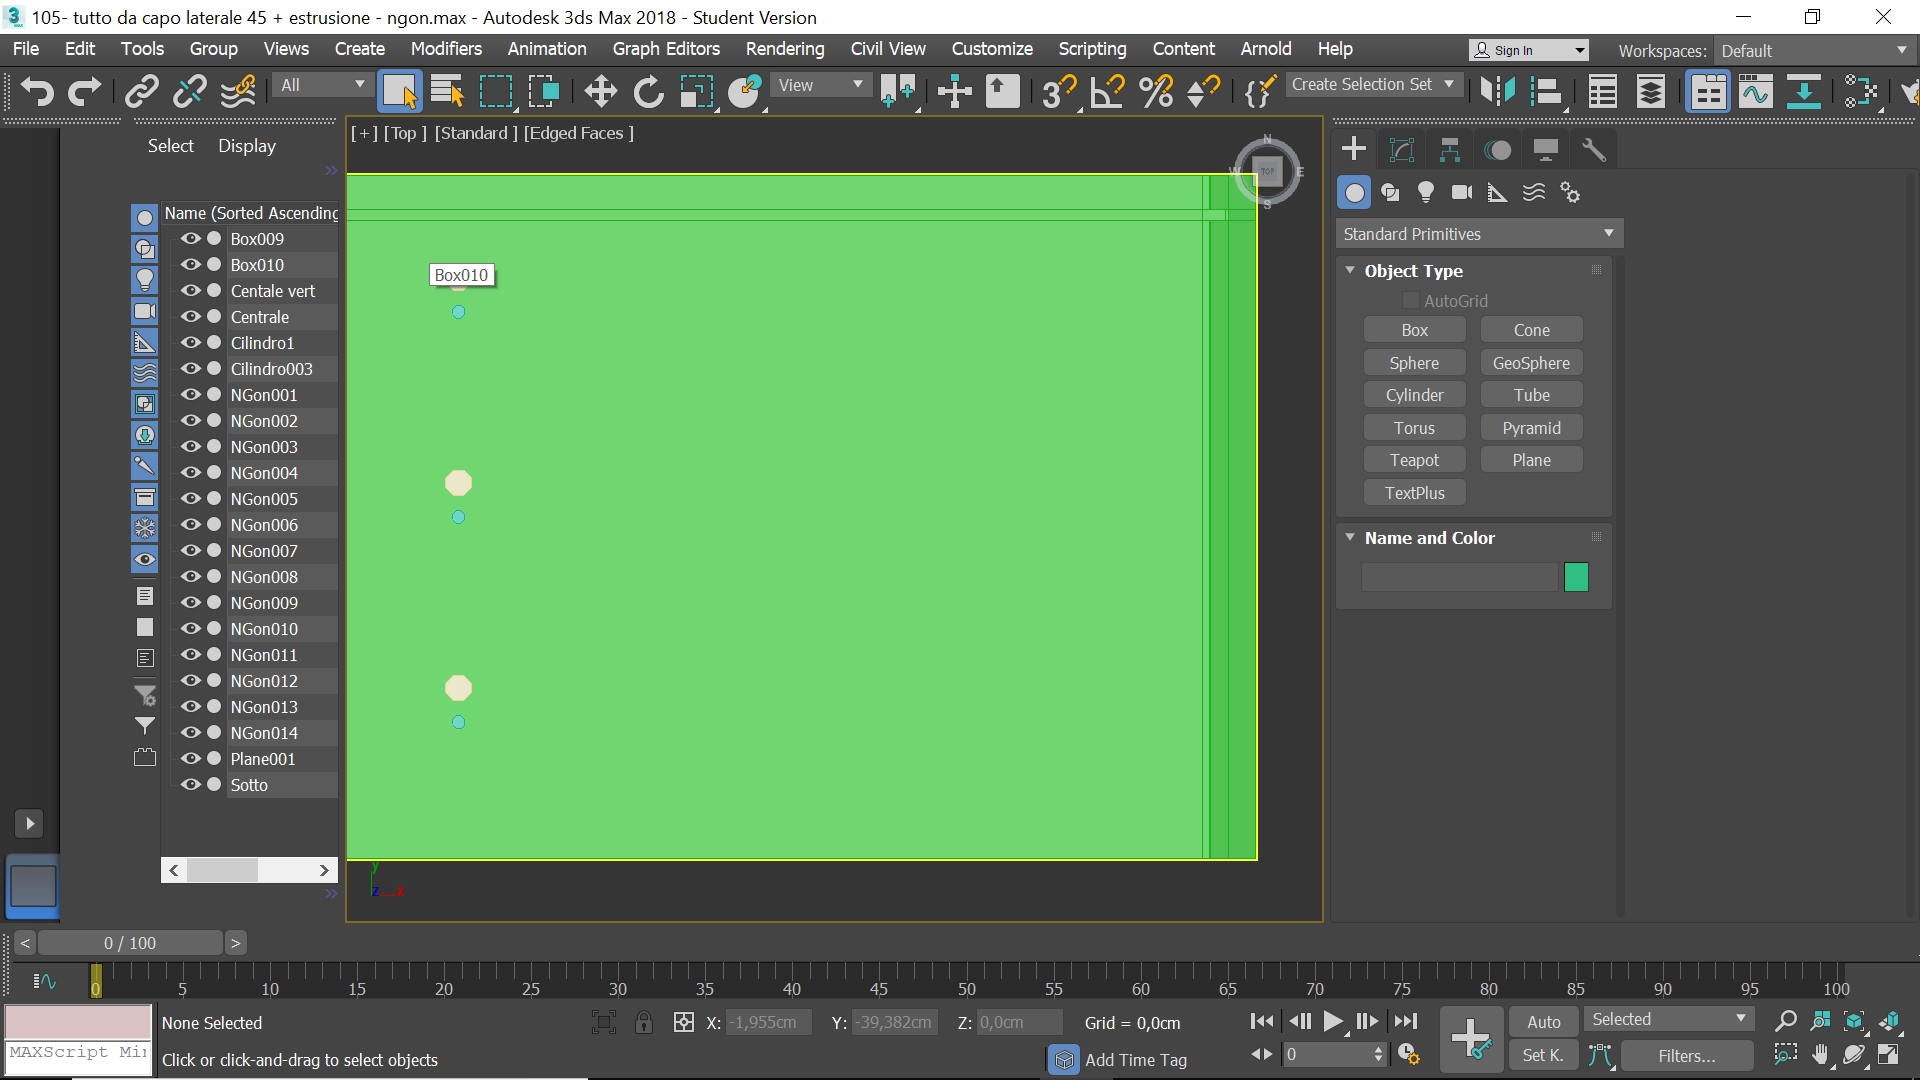 105- tutto da capo laterale 45 + estrusione - ngon.max - Autodesk 3ds Max 2018 - Student Version
File Edit Tools Group Views Create Modifiers Animation Graph Editors Rendering Civil View Customize Scripting Content Arnold Help
Sign In
Workspaces: Default
All
View
Create Selection Set
Select Display
Name (Sorted Ascending
Box009
Box010
Centale vert
Centrale
Cilindro1
Cilindro003
NGon001
NGon002
NGon003
NGon004
NGon005
NGon006
NGon007
NGon008
NGon009
NGon010
NGon011
NGon012
NGon013
NGon014
Plane001
Sotto
[+] [Top ] [Standard ] [Edged Faces ]
N
W TOP E
S
Box010
y
z x
Standard Primitives
Object Type
AutoGrid
Box Cone
Sphere GeoSphere
Cylinder Tube
Torus Pyramid
Teapot Plane
TextPlus
Name and Color
< 0 / 100 >
0 5 10 15 20 25 30 35 40 45 50 55 60 65 70 75 80 85 90 95 100
None Selected
X: -1,955cm Y: -39,382cm Z: 0,0cm Grid = 0,0cm
MAXScript Mir
Click or click-and-drag to select objects
Add Time Tag
0
Auto
Selected
Set K.
Filters...